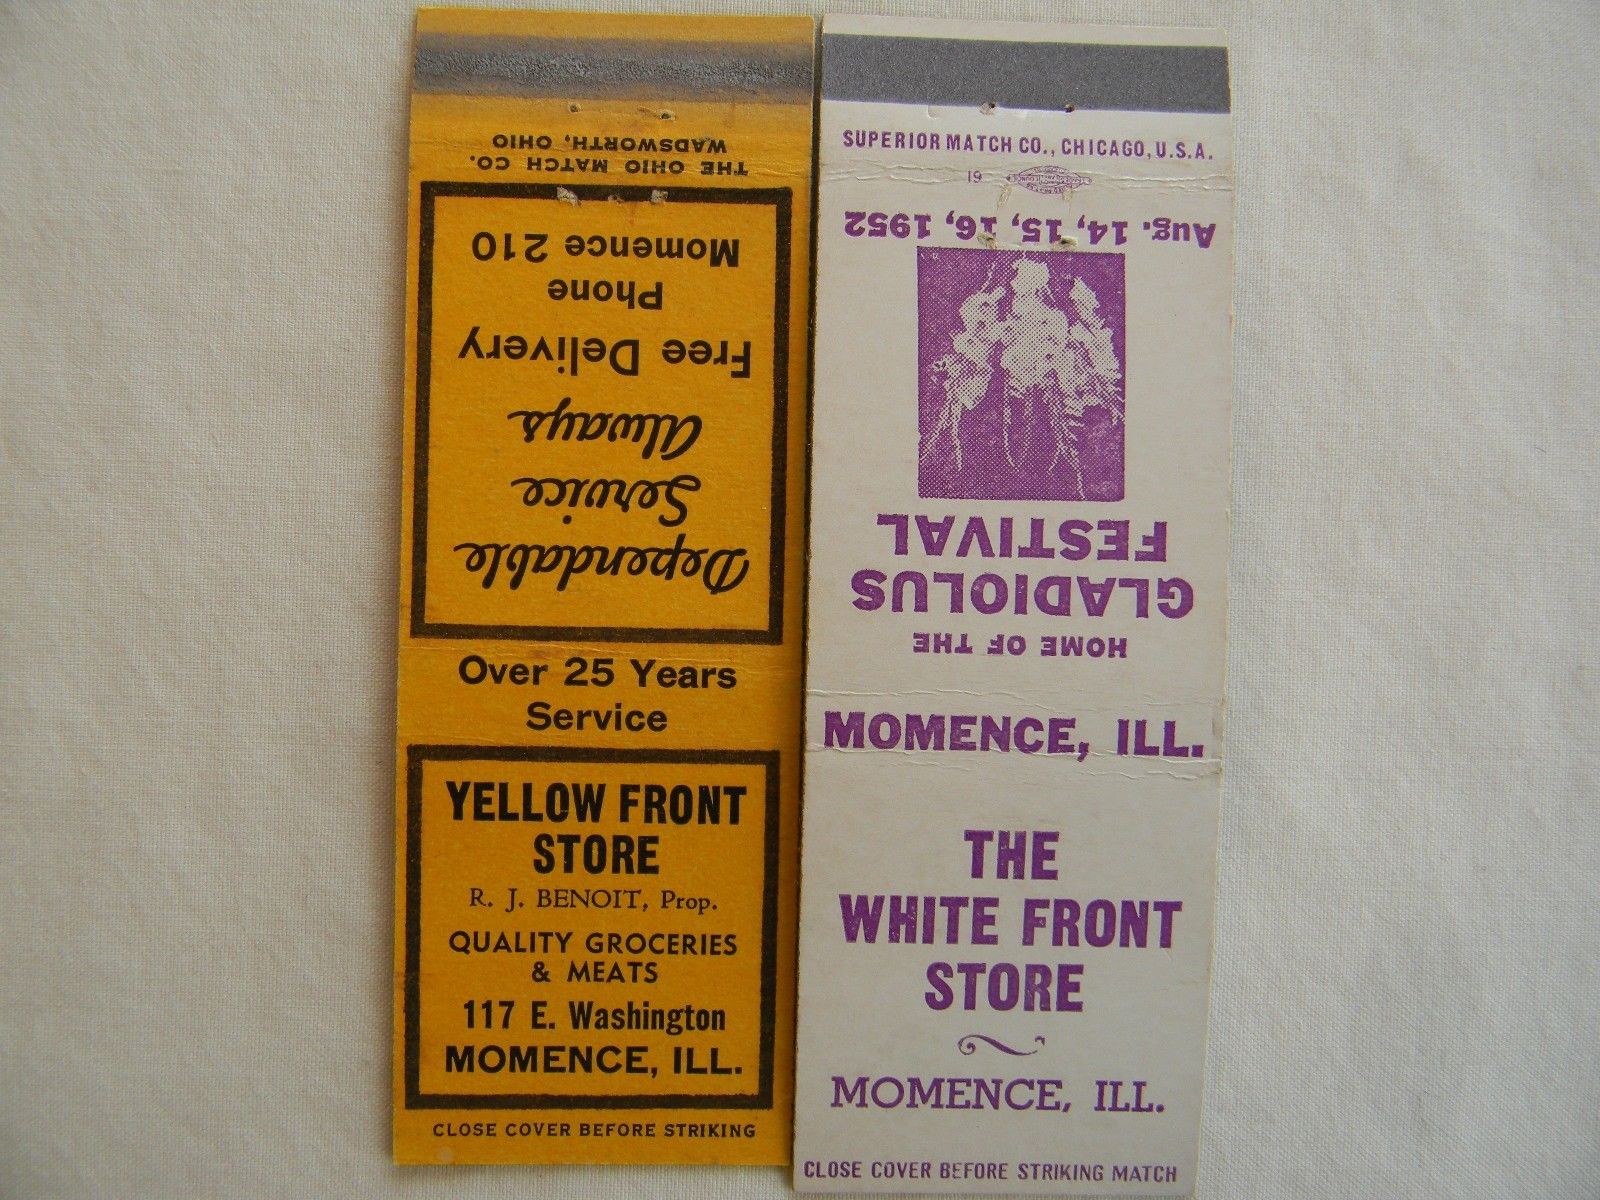 THE OHIO MATCH CO.
WADSWORTH, OHIO
Dependable
Service
Always
Free Delivery
Phone
Momence 210
Over 25 Years
Service
YELLOW FRONT
STORE
R. J. BENOIT, Prop.
QUALITY GROCERIES
& MEATS
117 E. Washington
MOMENCE, ILL.
CLOSE COVER BEFORE STRIKING
SUPERIOR MATCH CO., CHICAGO, U.S.A.
19
HOME OF THE
GLADIOLUS
FESTIVAL
Aug. 14, 15, 16, 1952
MOMENCE, ILL.
THE
WHITE FRONT
STORE
MOMENCE, ILL.
CLOSE COVER BEFORE STRIKING MATCH